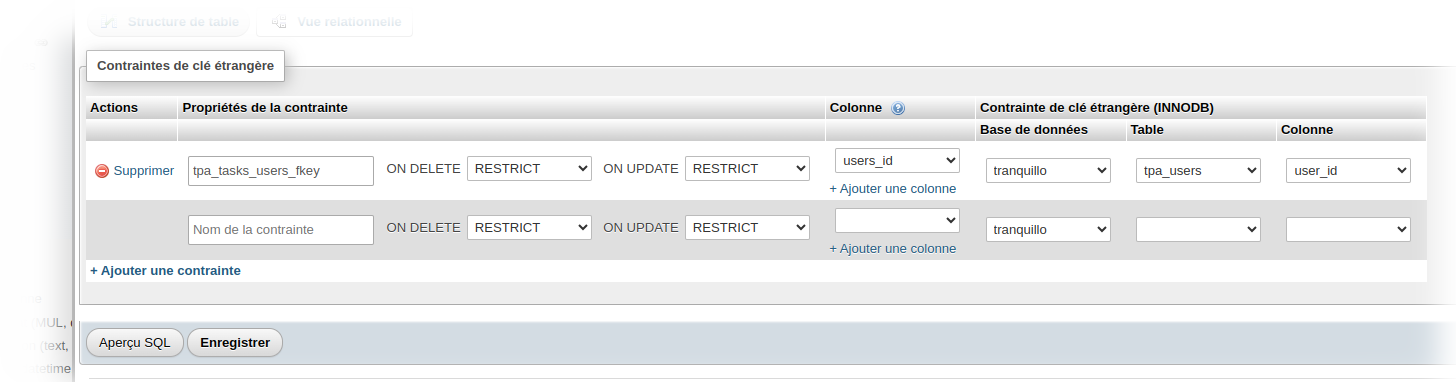 Structure de table Vue relationnelle
Contraintes de clé étrangère
Actions Propriétés de la contrainte Colonne Contrainte de clé étrangère (INNODB)
Base de données Table Colonne
Supprimer tpa_tasks_users_fkey ON DELETE RESTRICT ON UPDATE RESTRICT users_id tranquillo tpa_users user_id
+ Ajouter une colonne
Nom de la contrainte ON DELETE RESTRICT ON UPDATE RESTRICT tranquillo
+ Ajouter une colonne
+ Ajouter une contrainte
MUL,
(text,
Aperçu SQL Enregistrer